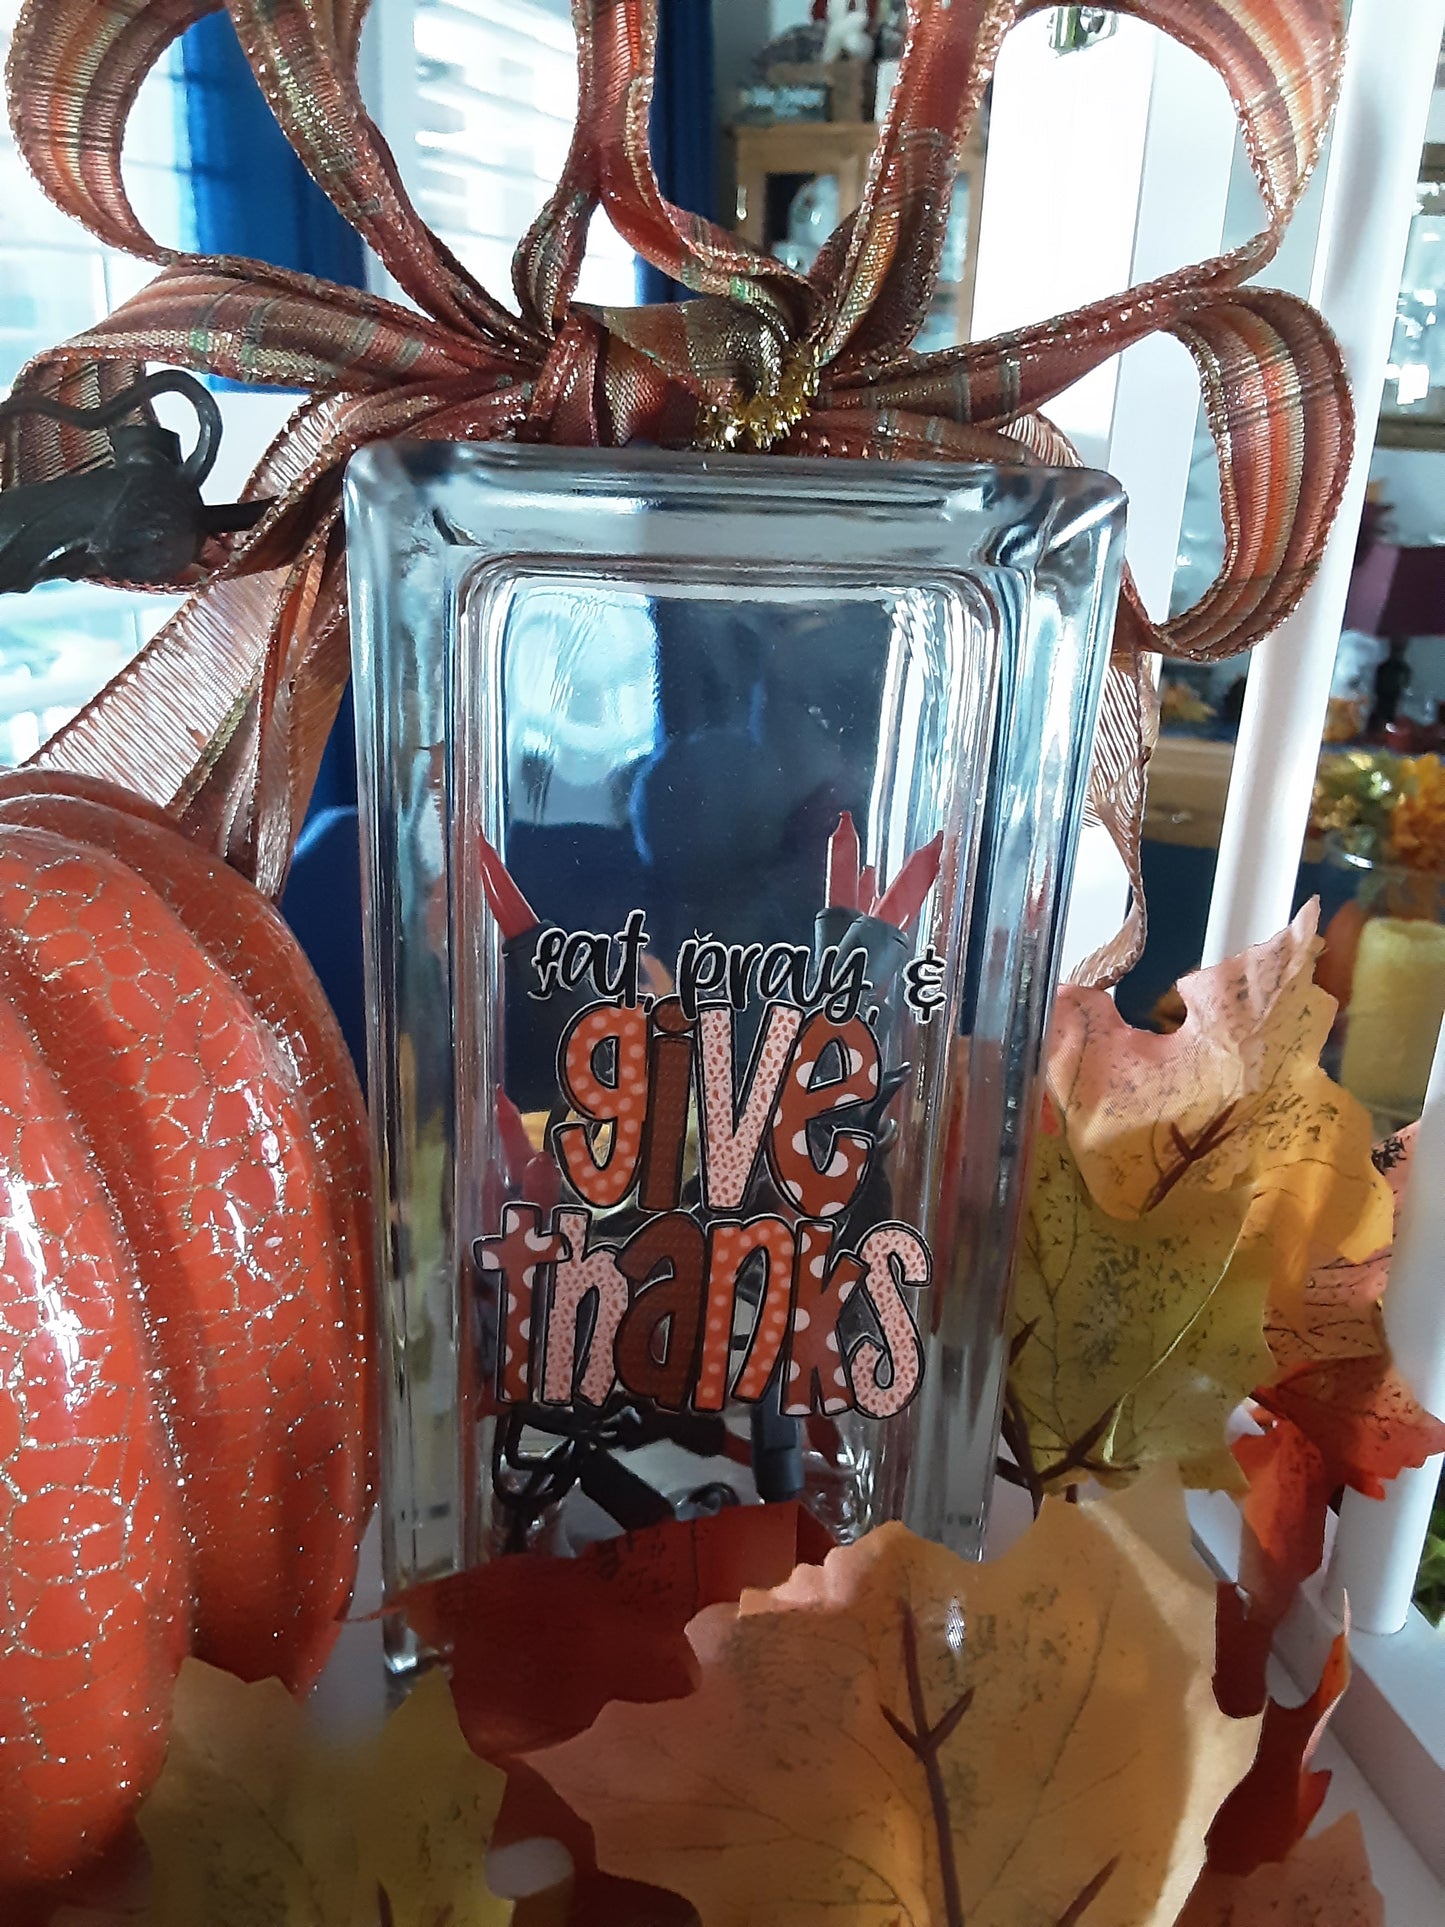 eat, pray, &
give
thanks